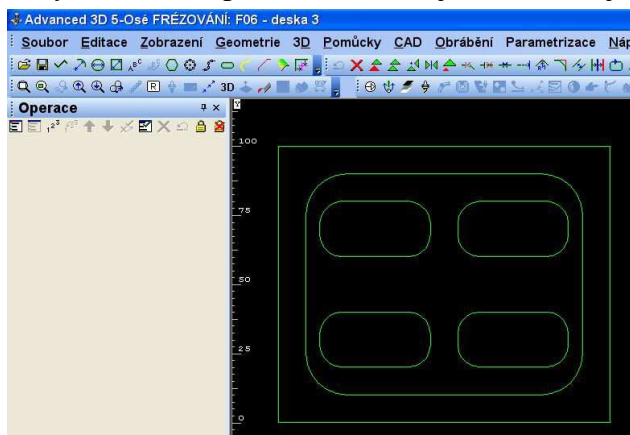 Advanced 3D 5-Osé FRÉZOVÁNÍ: F06 - deska 3
Soubor Editace Zobrazení Geometrie 3D Pomůcky CAD Obrábění Parametrizace
3D
Operace
100
75
50
25
0